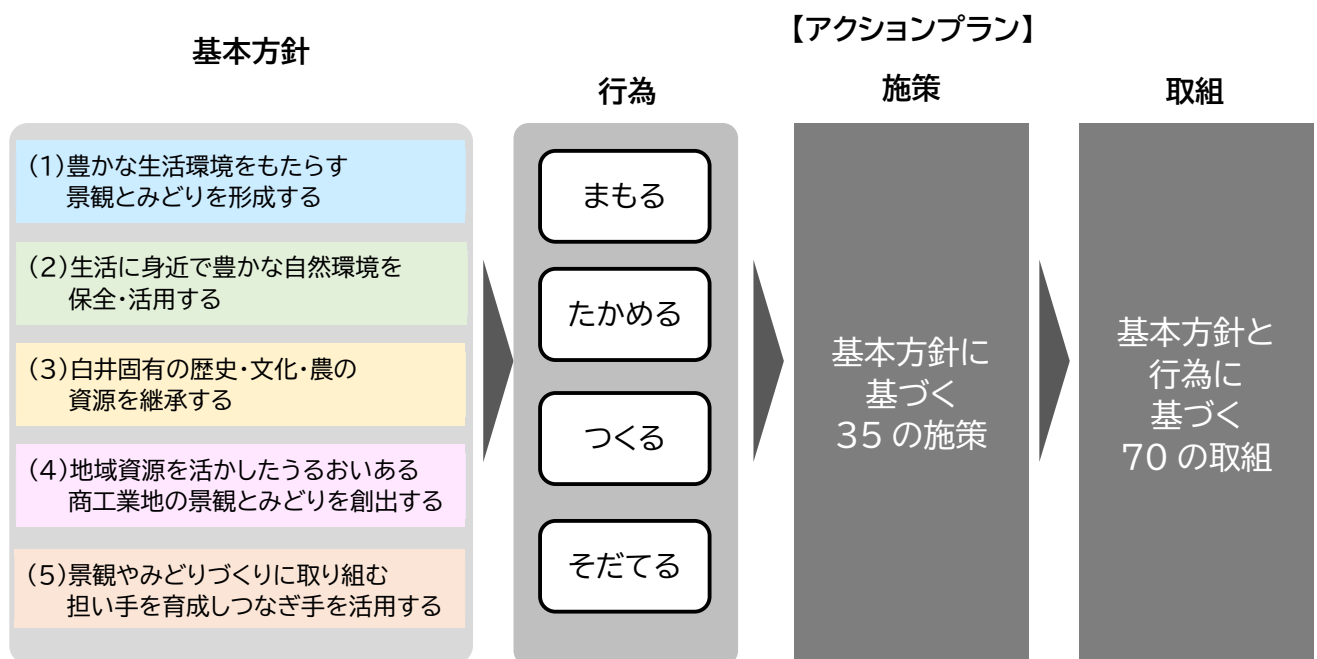 【アクションプラン】
基本方針
行為
施策
取組
(1)豊かな生活環境をもたらす
景観とみどりを形成する
(2)生活に身近で豊かな自然環境を
保全・活用する
(3)白井固有の歴史・文化・農の
資源を継承する
(4)地域資源を活かしたうるおいある
商工業地の景観とみどりを創出する
(5)景観やみどりづくりに取り組む
担い手を育成しつなぎ手を活用する
まもる
たかめる
つくる
そだてる
基本方針に
基づく
35の施策
基本方針と
行為に
基づく
70の取組